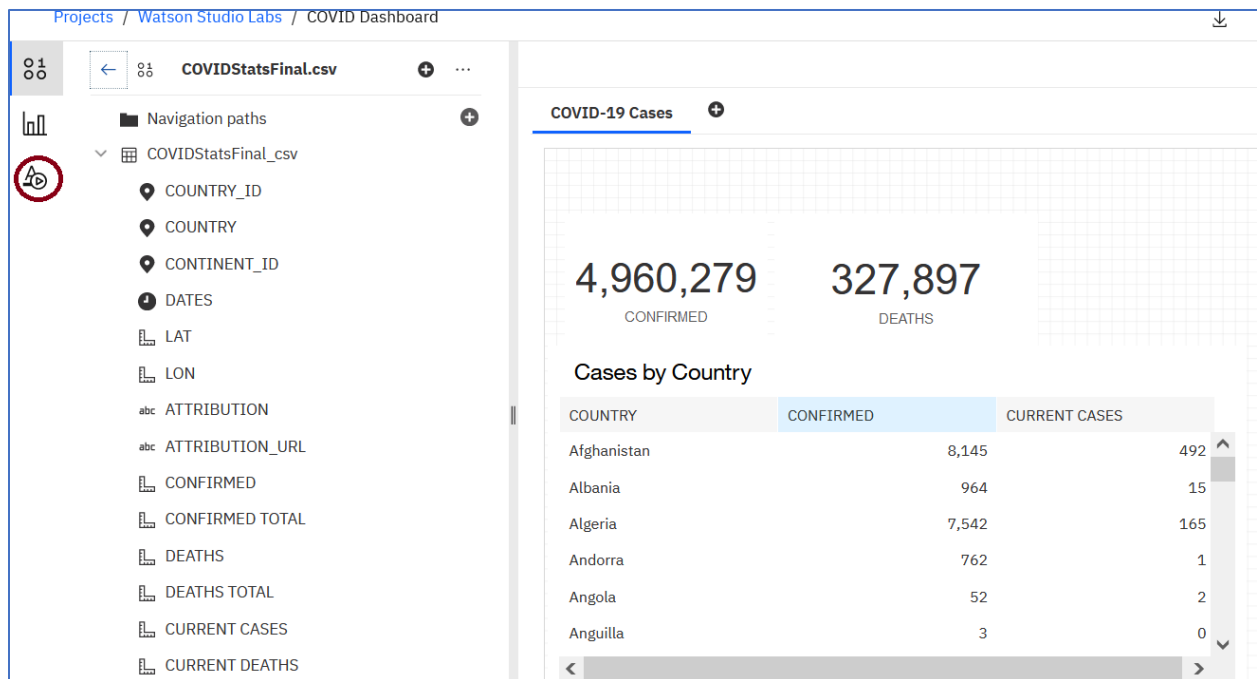 Projects / Watson Studio Labs / COVID Dashboard
COVIDStatsFinal.csv
Navigation paths
COVIDStatsFinal_csv
COUNTRY_ID
COUNTRY
CONTINENT_ID
DATES
LAT
LON
abc ATTRIBUTION
abc ATTRIBUTION_URL
CONFIRMED
CONFIRMED TOTAL
DEATHS
DEATHS TOTAL
CURRENT CASES
CURRENT DEATHS
COVID-19 Cases
4,960,279 327,897
CONFIRMED DEATHS
Cases by Country
COUNTRY CONFIRMED CURRENT CASES
Afghanistan 8,145 492
Albania 964 15
Algeria 7,542 165
Andorra 762 1
Angola 52 2
Anguilla 3 0